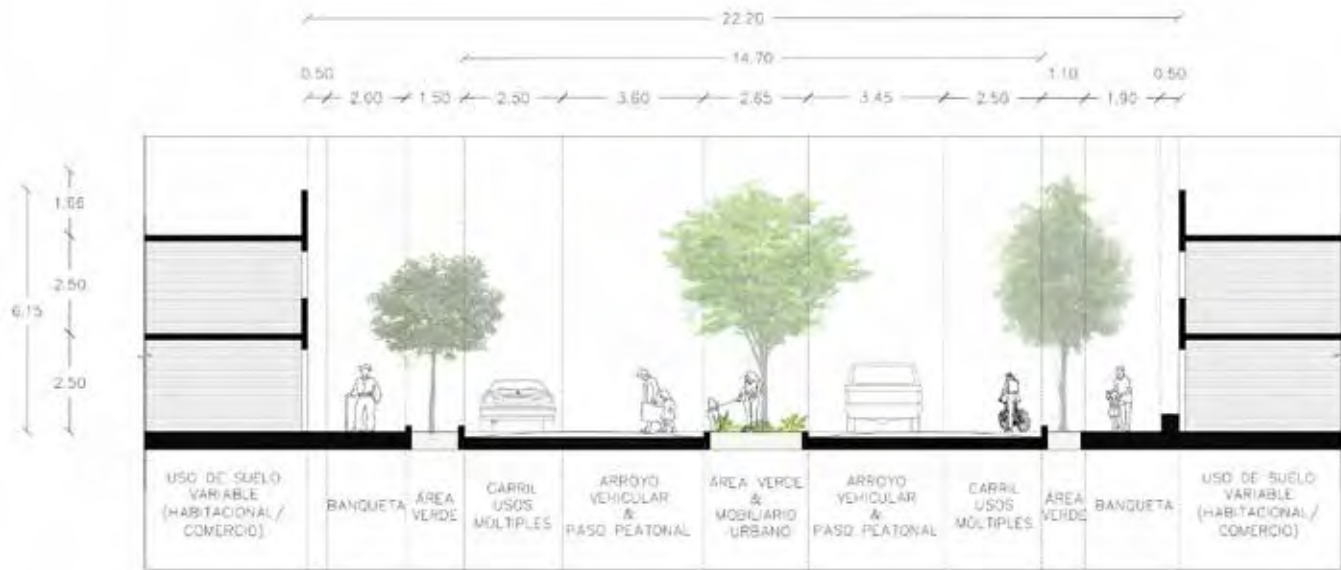 22.20
14.70
0.50 1.10 0.50
2.00 1.50 2.50 3.60 2.65 3.45 2.50 1.90
1.66
2.50
6.15
2.50
USO DE SUELO
VARIABLE
(HABITACIONAL/
COMERCIO)
BANQUETA
ÁREA
VERDE
CARRIL
USOS
MÚLTIPLES
ARROYO
VEHICULAR
&
PASO PEATONAL
ÁREA VERDE
&
MOBILIARIO
URBANO
ARROYO
VEHICULAR
&
PASO PEATONAL
CARRIL
USOS
MÚLTIPLES
ÁREA
VERDE
BANQUETA
USO DE SUELO
VARIABLE
(HABITACIONAL/
COMERCIO)